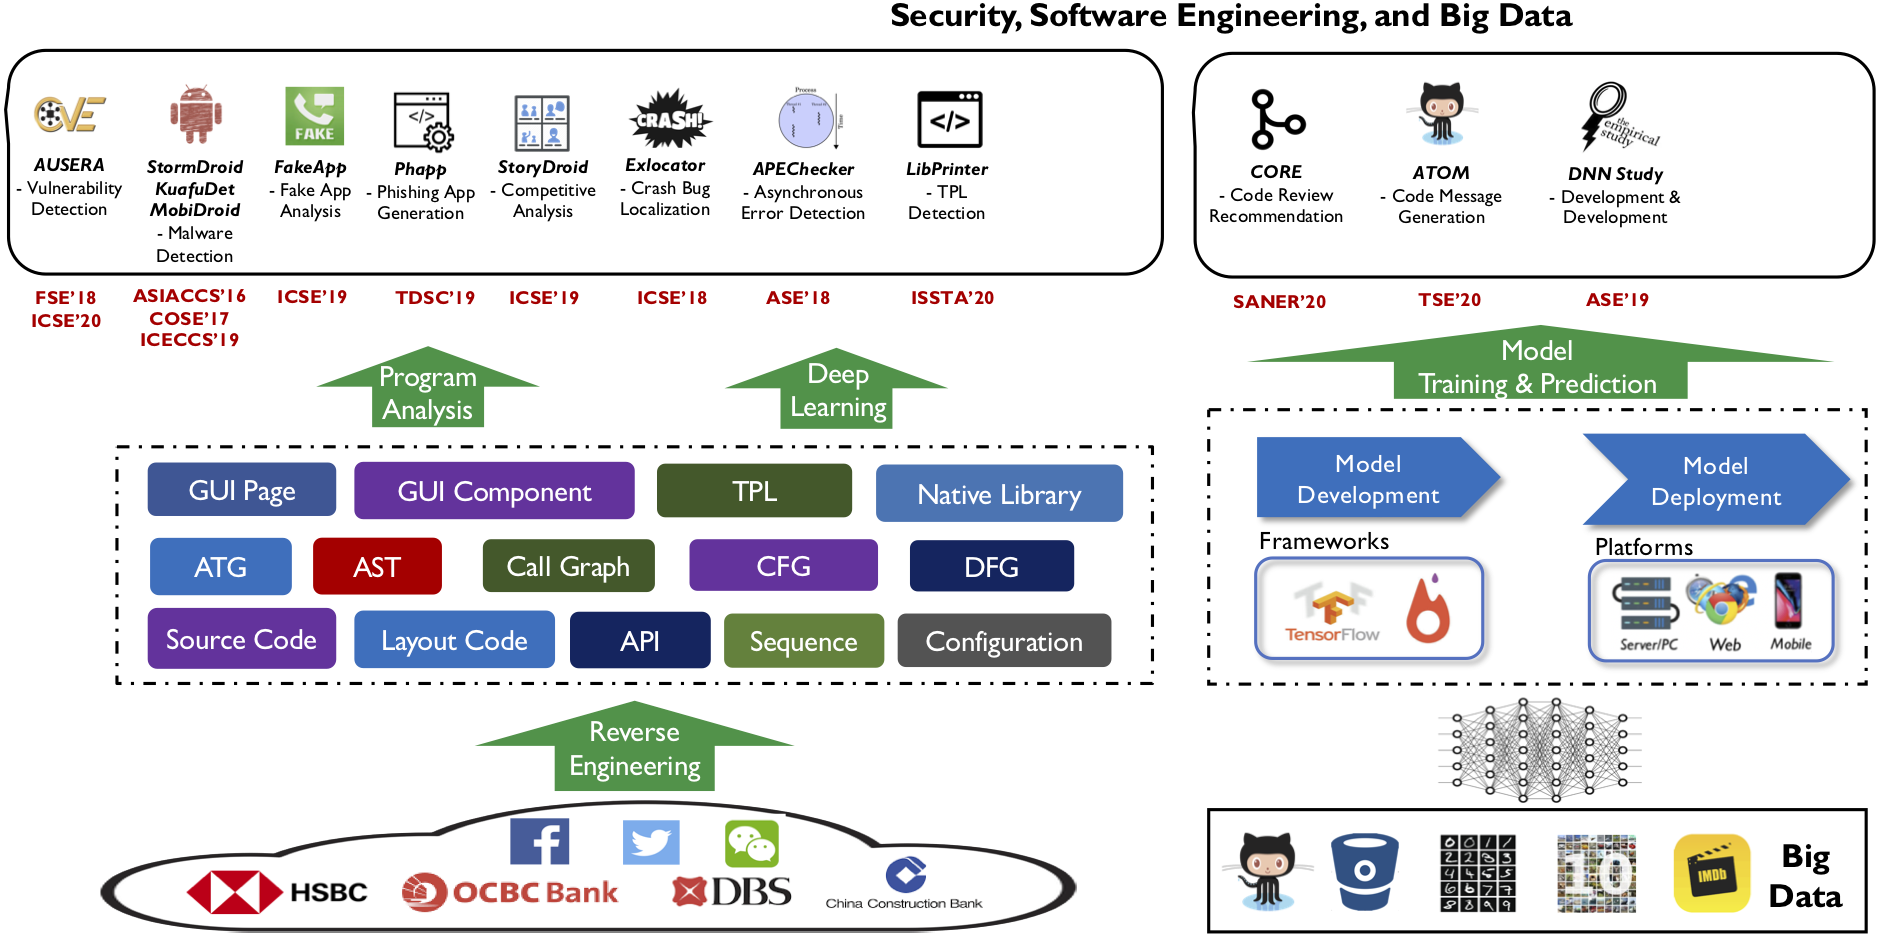 Security, Software Engineering, and Big Data
CVE
AUSERA
- Vulnerability
Detection
StormDroid
KuafuDet
MobiDroid
- Malware
Detection
FAKE
FakeApp
- Fake App
Analysis
</>
Phapp
- Phishing App
Generation
StoryDroid
- Competitive
Analysis
CRASH!
Exlocator
- Crash Bug
Localization
Process
Time
APEChecker
- Asynchronous
Error Detection
</>
LibPrinter
- TPL
Detection
CORE
- Code Review
Recommendation
ATOM
- Code Message
Generation
the
empirical
study
DNN Study
- Development &
Development
FSE'18
ICSE'20
ASIACCS'16
COSE'17
ICECCS'19
ICSE'19
TDSC'19
ICSE'19
ICSE'18
ASE'18
ISSTA'20
SANER'20
TSE'20
ASE'19
Program
Analysis
Deep
Learning
Model
Training & Prediction
GUI Page
GUI Component
TPL
Native Library
ATG
AST
Call Graph
CFG
DFG
Source Code
Layout Code
API
Sequence
Configuration
Model
Development
Model
Deployment
Frameworks
TensorFlow
Platforms
Server/PC
Web
Mobile
Reverse
Engineering
HSBC
OCBC Bank
DBS
China Construction Bank
10
IMDb
Big
Data